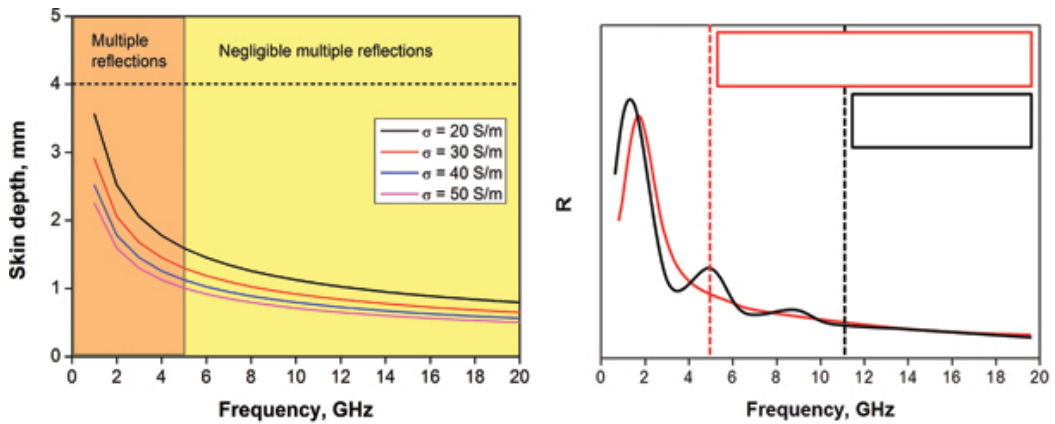 5
4
3
2
1
0
Skin depth, mm
Multiple
reflections
Negligible multiple reflections
σ = 20 S/m
σ = 30 S/m
σ = 40 S/m
σ = 50 S/m
0 2 4 6 8 10 12 14 16 18 20
Frequency, GHz
R
0 2 4 6 8 10 12 14 16 18 20
Frequency, GHz